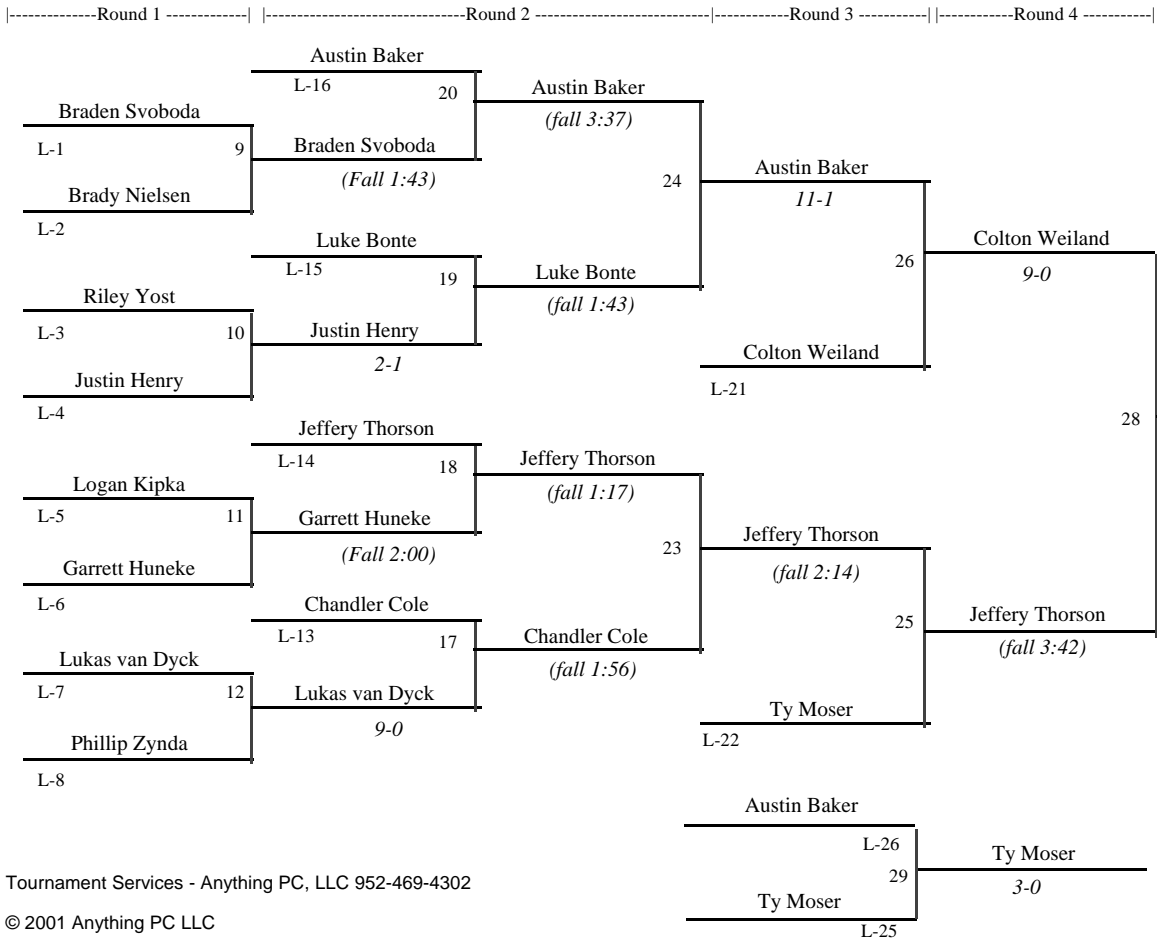 |-------------Round 1 -------------| |-----------------------------Round 2 -------------------------|-------------Round 3 -----------| |-----------Round 4 -----------|
Austin Baker
L-16
20
Austin Baker
(fall 3:37)
Braden Svoboda
L-1
9
Braden Svoboda
(Fall 1:43)
Brady Nielsen
L-2
24
Austin Baker
11-1
Luke Bonte
L-15
19
Luke Bonte
(fall 1:43)
26
Colton Weiland
9-0
Riley Yost
L-3
10
Justin Henry
2-1
Colton Weiland
L-21
Justin Henry
L-4
Jeffery Thorson
L-14
18
28
Jeffery Thorson
(fall 1:17)
Logan Kipka
L-5
11
Garrett Huneke
(Fall 2:00)
23
Jeffery Thorson
(fall 2:14)
Garrett Huneke
L-6
Chandler Cole
L-13
17
Chandler Cole
(fall 1:56)
25
Jeffery Thorson
(fall 3:42)
Lukas van Dyck
L-7
12
Lukas van Dyck
9-0
Ty Moser
L-22
Phillip Zynda
L-8
Austin Baker
L-26
29
Ty Moser
3-0
Ty Moser
L-25
Tournament Services - Anything PC, LLC 952-469-4302
© 2001 Anything PC LLC